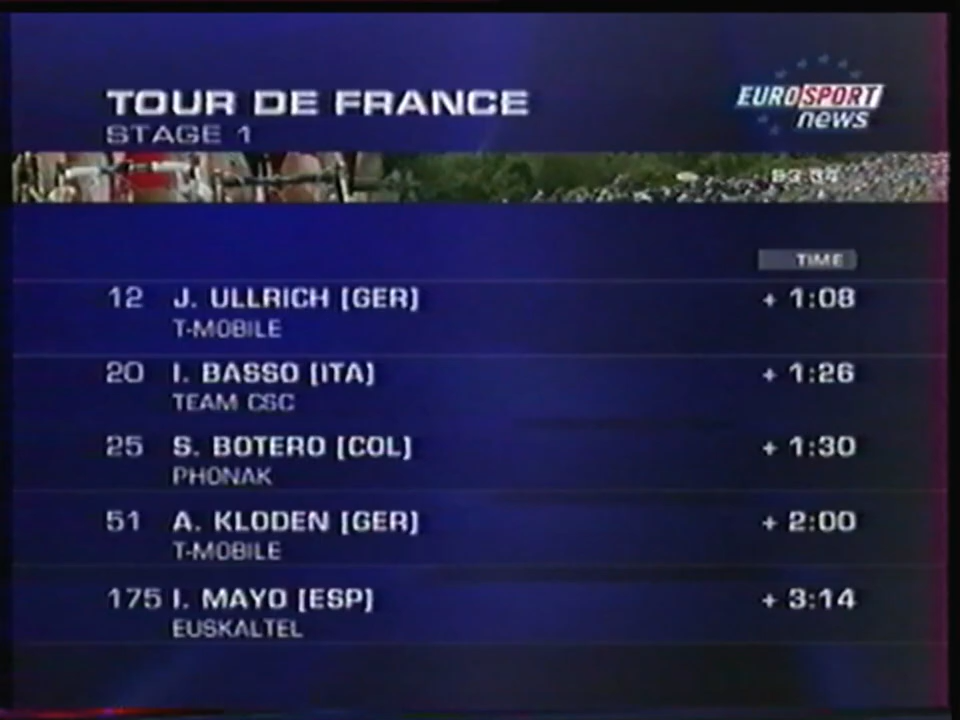 TOUR DE FRANCE
STAGE 1
EUROSPORT
news
TIME
12 J. ULLRICH [GER] + 1:08
T-MOBILE
20 I. BASSO [ITA] + 1:26
TEAM CSC
25 S. BOTERO [COL] + 1:30
PHONAK
51 A. KLODEN [GER] + 2:00
T-MOBILE
175 I. MAYO [ESP] + 3:14
EUSKALTEL